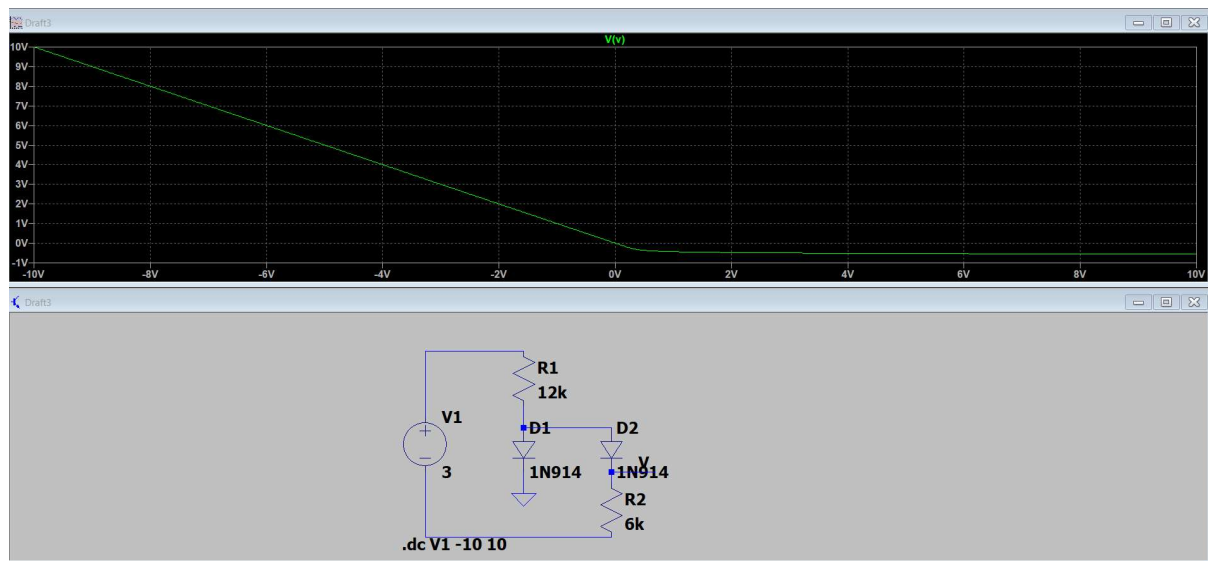 Draft3
V(v)
10V
9V
8V
7V
6V
5V
4V
3V
2V
1V
0V
-1V
-10V -8V -6V -4V -2V 0V 2V 4V 6V 8V 10V
Draft3
R1
12k
V1
D1 D2
V
3 1N914 1N914
R2
6k
.dc V1 -10 10